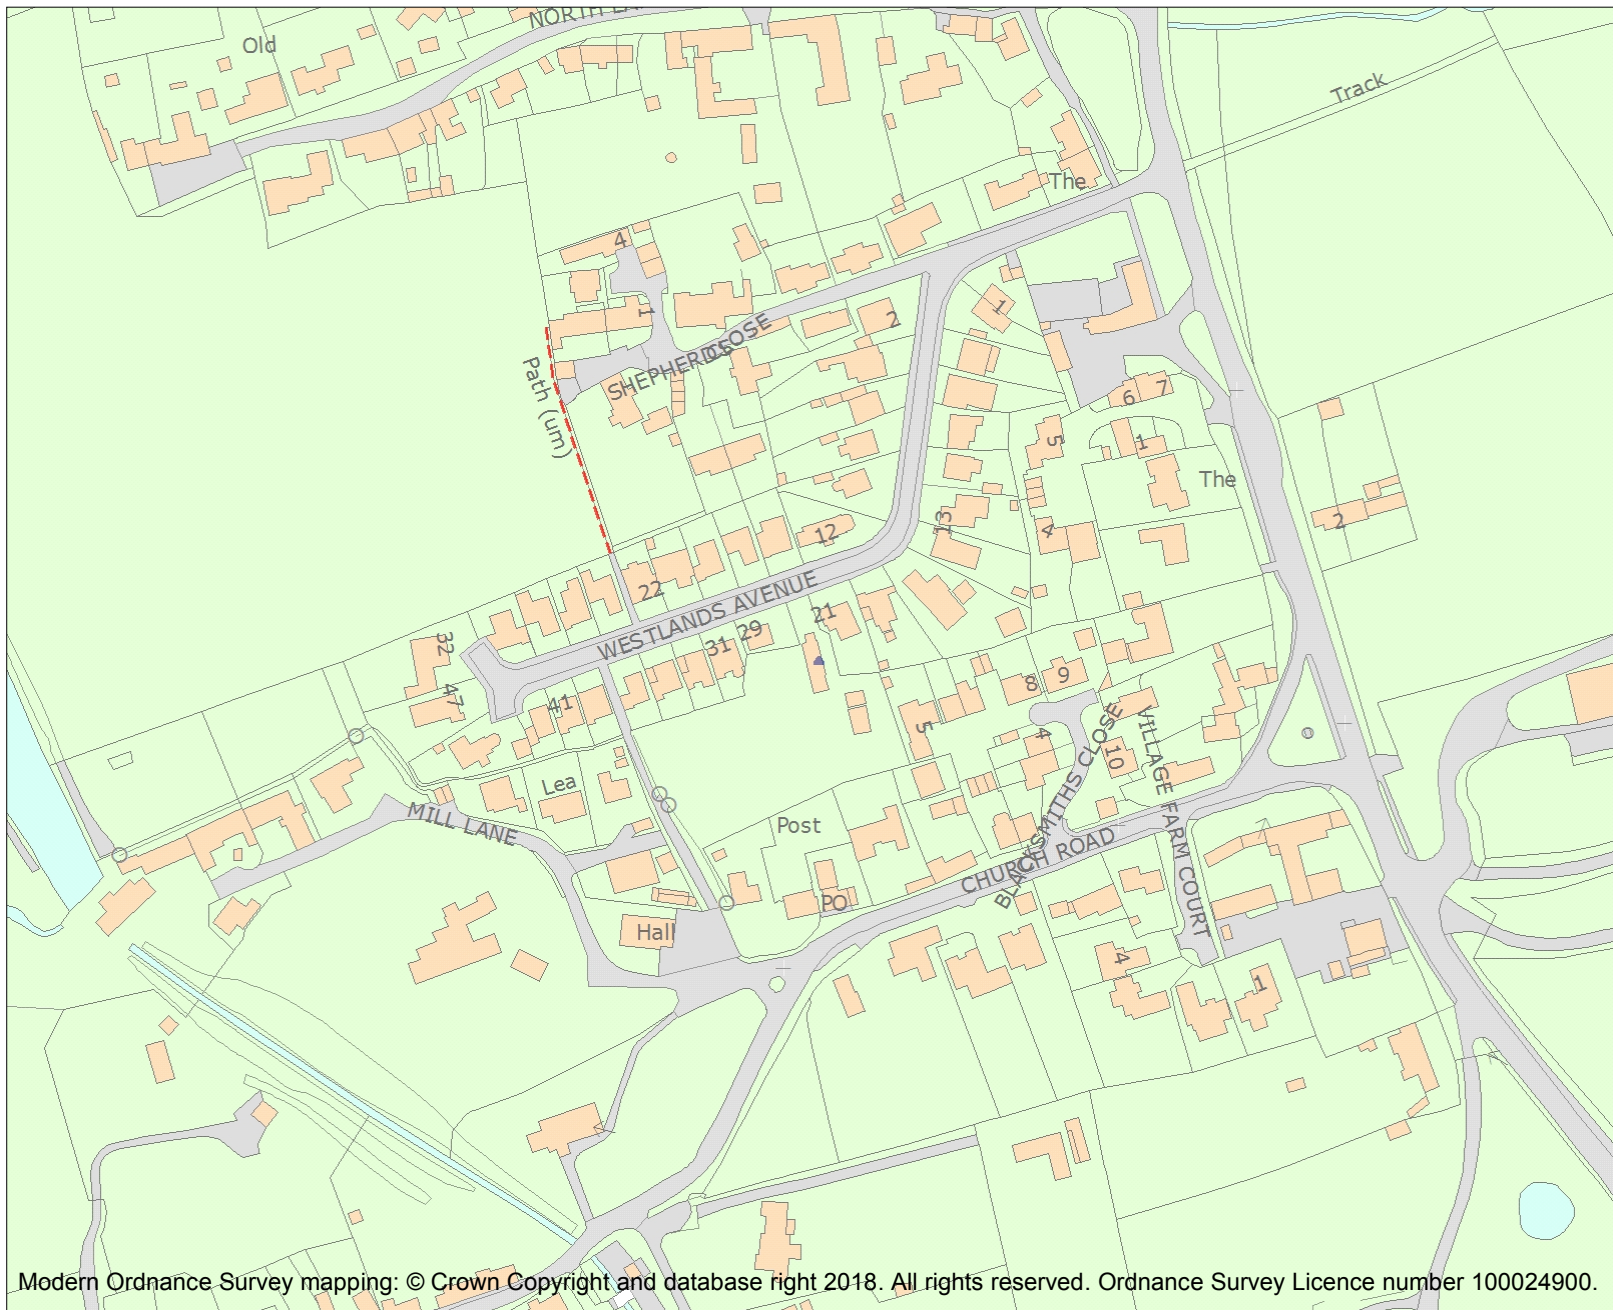 NORTH LA
Old
Track
The
4
1
2
1
SHEPHERDS CLOSE
Path (um)
6
7
5
1
The
2
13
4
12
22
WESTLANDS AVENUE
21
29
31
32
47
41
8
9
5
4
10
BLACKSMITHS CLOSE
VILLAGE FARM COURT
Lea
MILL LANE
Post
CHURCH ROAD
PO
Hall
4
1
Modern Ordnance Survey mapping: © Crown Copyright and database right 2018. All rights reserved. Ordnance Survey Licence number 100024900.